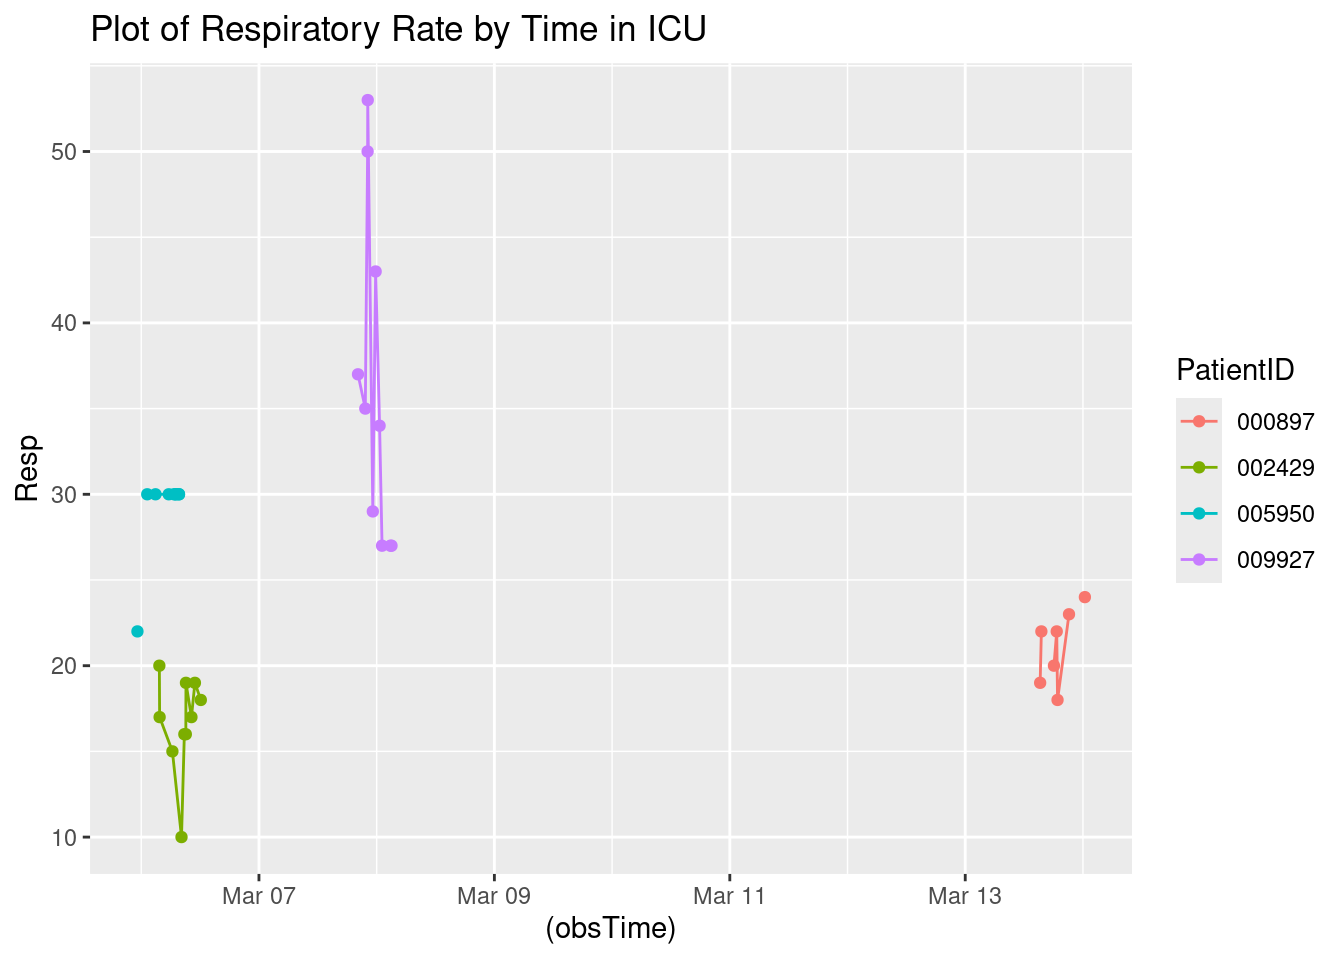 Plot of Respiratory Rate by Time in ICU
50
40
30
20
10
Resp
Mar 07 Mar 09 Mar 11 Mar 13
(obsTime)
PatientID
000897
002429
005950
009927